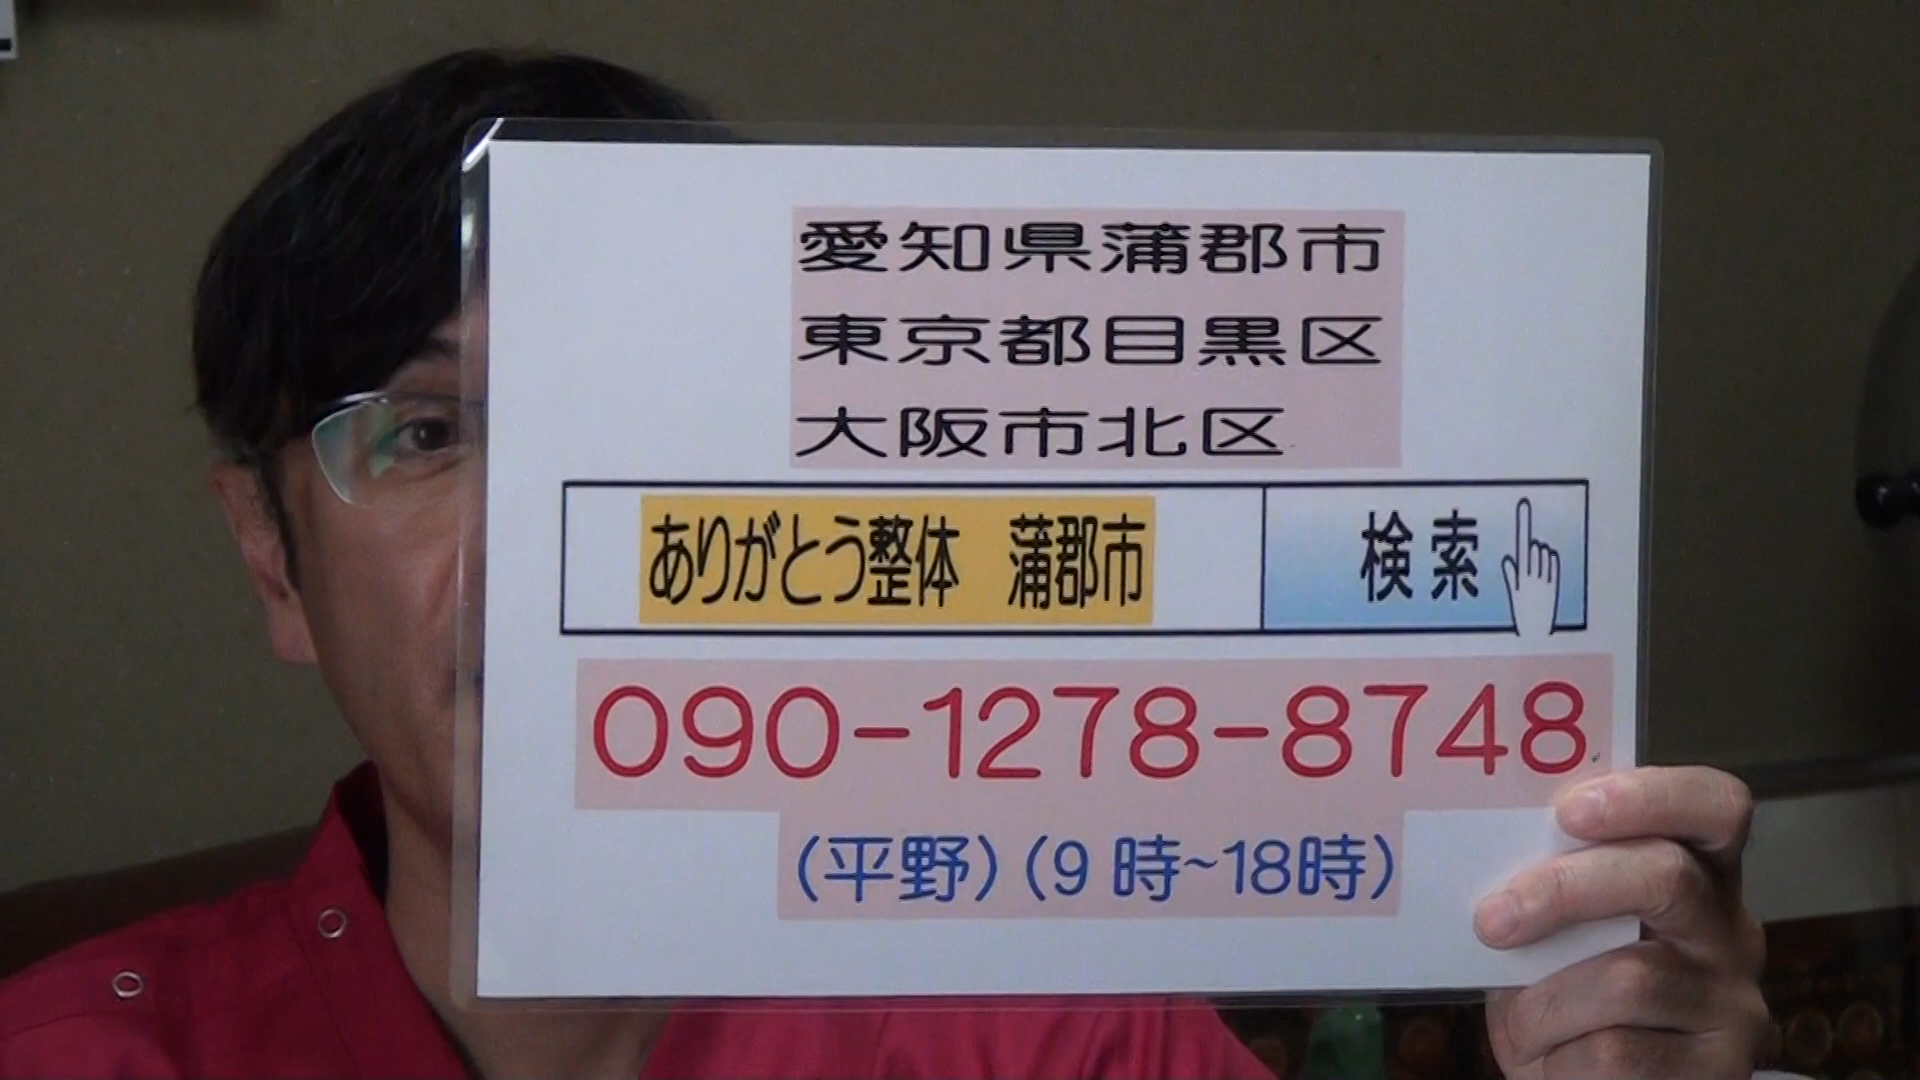 愛知県蒲郡市
東京都目黒区
大阪市北区
ありがとう整体　蒲郡市　検索
090-1278-8748
(平野)(9時~18時)